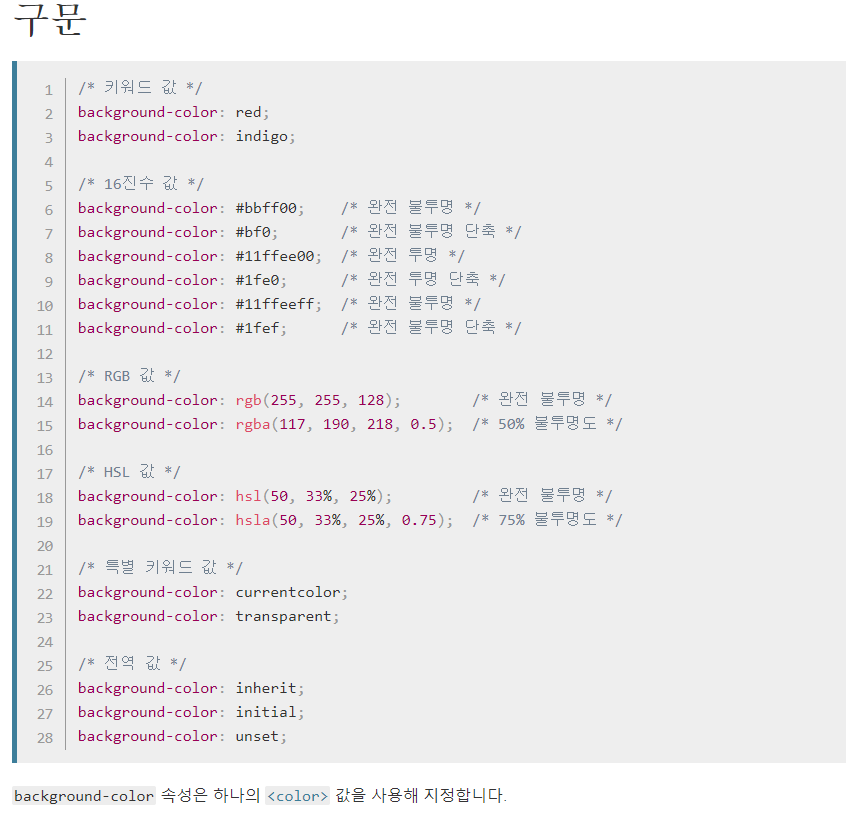 구문
1 /* 키워드 값 */
2 background-color: red;
3 background-color: indigo;
4
5 /* 16진수 값 */
6 background-color: #bbff00;    /* 완전 불투명 */
7 background-color: #bf0;       /* 완전 불투명 단축 */
8 background-color: #11ffee00;  /* 완전 투명 */
9 background-color: #1fe0;      /* 완전 투명 단축 */
10 background-color: #11ffeeff;  /* 완전 불투명 */
11 background-color: #1fef;      /* 완전 불투명 단축 */
12
13 /* RGB 값 */
14 background-color: rgb(255, 255, 128);        /* 완전 불투명 */
15 background-color: rgba(117, 190, 218, 0.5);  /* 50% 불투명도 */
16
17 /* HSL 값 */
18 background-color: hsl(50, 33%, 25%);         /* 완전 불투명 */
19 background-color: hsla(50, 33%, 25%, 0.75);  /* 75% 불투명도 */
20
21 /* 특별 키워드 값 */
22 background-color: currentcolor;
23 background-color: transparent;
24
25 /* 전역 값 */
26 background-color: inherit;
27 background-color: initial;
28 background-color: unset;
background-color 속성은 하나의 <color> 값을 사용해 지정합니다.